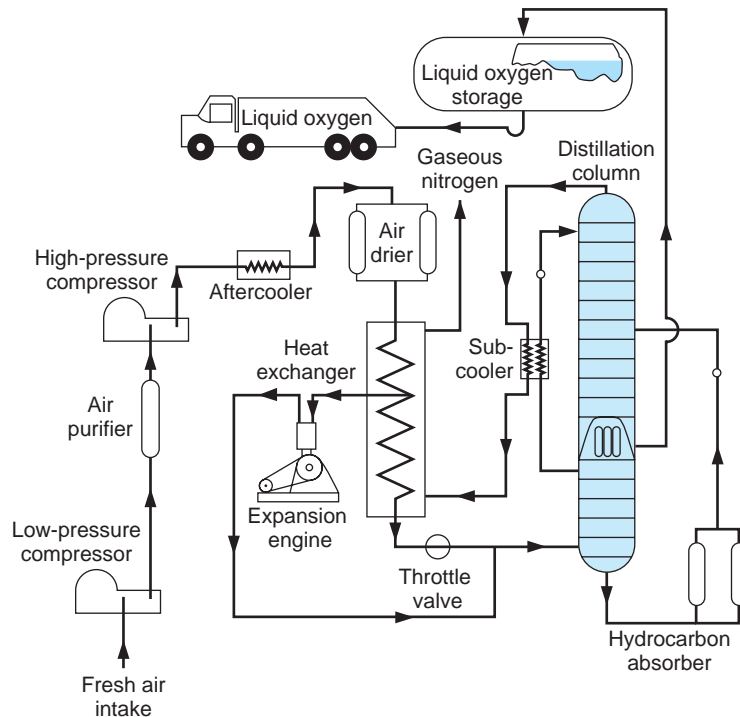 Liquid oxygen
storage
Liquid oxygen
Gaseous
nitrogen
Distillation
column
Air
drier
High-pressure
compressor
Aftercooler
Heat
exchanger
Sub-
cooler
Air
purifier
Expansion
engine
Low-pressure
compressor
Throttle
valve
Hydrocarbon
absorber
Fresh air
intake